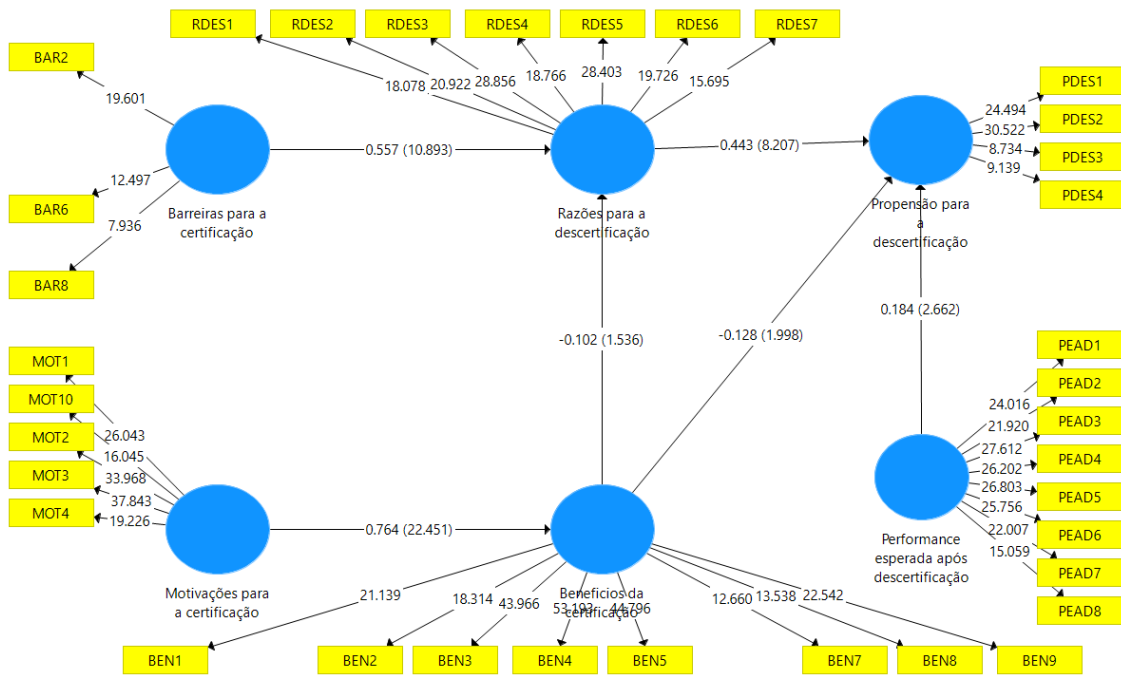 RDES1
RDES2
RDES3
RDES4
RDES5
RDES6
RDES7
BAR2
PDES1
18.078
20.922
28.856
18.766
28.403
19.726
15.695
19.601
24.494
PDES2
30.522
0.557 (10.893)
0.443 (8.207)
8.734
PDES3
12.497
9.139
PDES4
BAR6
7.936
Barreiras para a
certificação
Razões para a
descertificação
Propensão para
a
descertificação
BAR8
0.184 (2.662)
-0.102 (1.536)
-0.128 (1.998)
PEAD1
MOT1
PEAD2
MOT10
24.016
21.920
PEAD3
26.043
MOT2
16.045
27.612
PEAD4
33.968
26.202
MOT3
37.843
26.803
PEAD5
MOT4
19.226
25.756
0.764 (22.451)
22.007
PEAD6
15.059
Performance
esperada após
descertificação
PEAD7
PEAD8
Motivações para
a certificação
Beneficios da
certificação
21.139
18.314
43.966
53.193
44.796
12.660
13.538
22.542
BEN1
BEN2
BEN3
BEN4
BEN5
BEN7
BEN8
BEN9